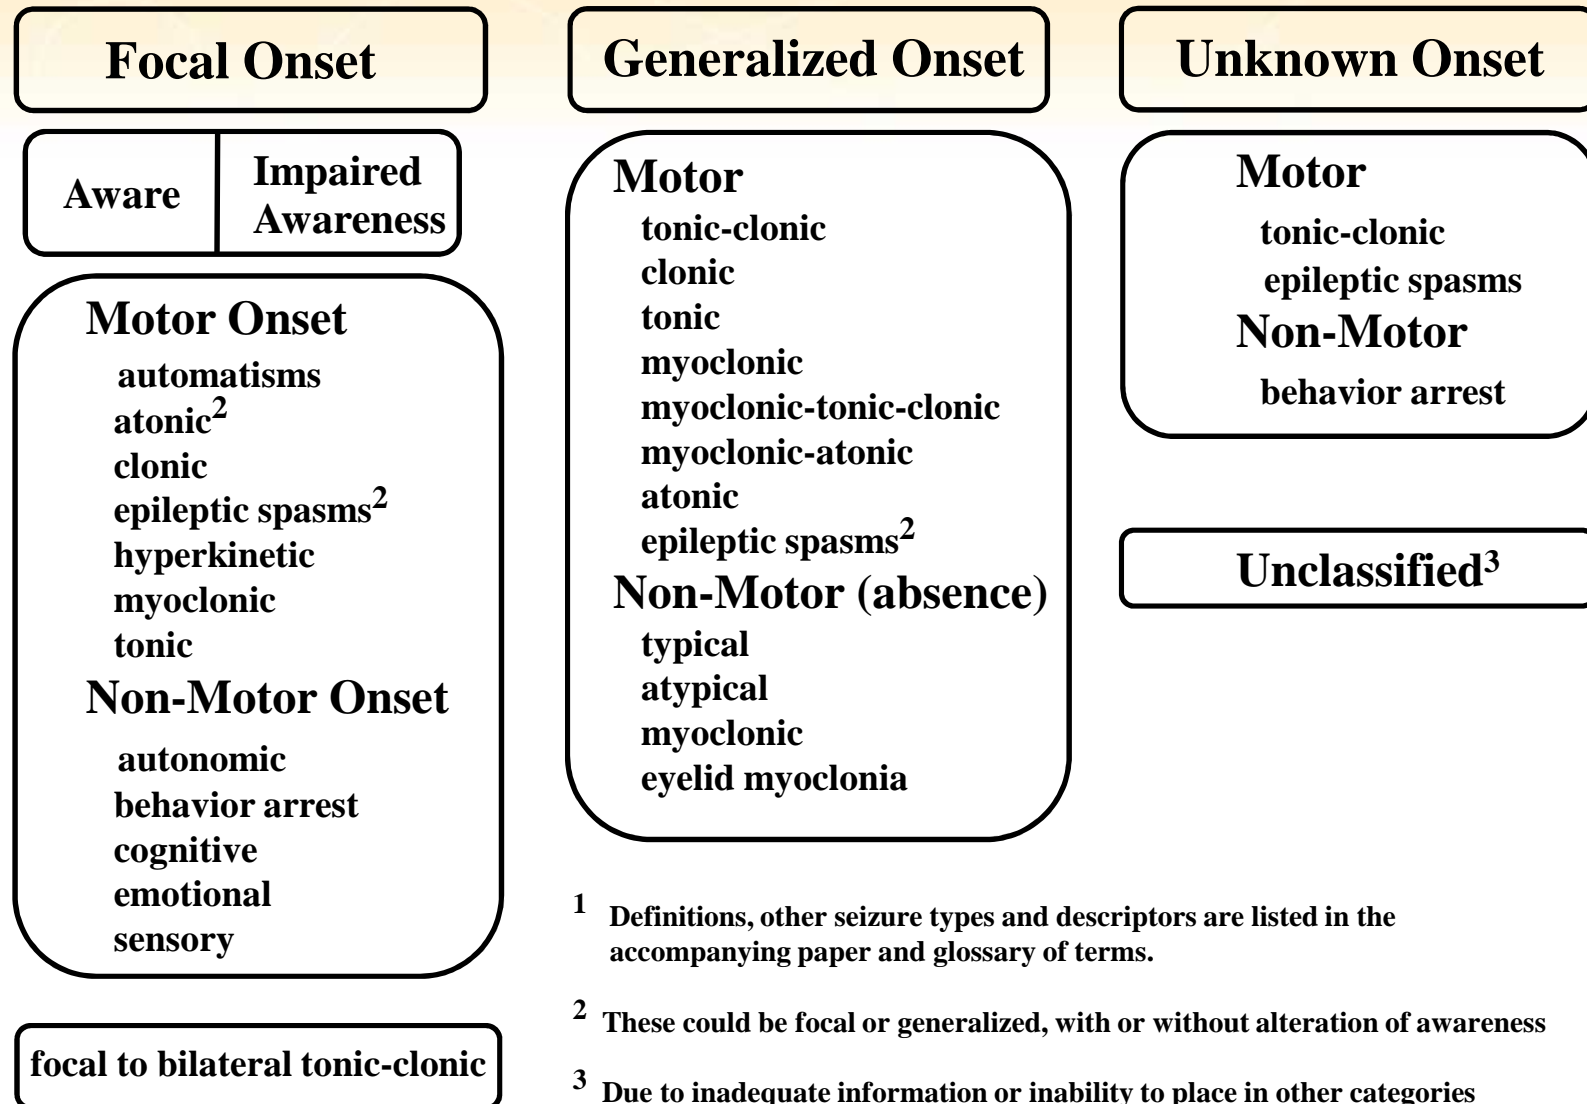 Focal Onset
Aware
Impaired
Awareness
Motor Onset
automatisms
atonic2
clonic
epileptic spasms2
hyperkinetic
myoclonic
tonic
Non-Motor Onset
autonomic
behavior arrest
cognitive
emotional
sensory
focal to bilateral tonic-clonic
Generalized Onset
Motor
tonic-clonic
clonic
tonic
myoclonic
myoclonic-tonic-clonic
myoclonic-atonic
atonic
epileptic spasms2
Non-Motor (absence)
typical
atypical
myoclonic
eyelid myoclonia
Unknown Onset
Motor
tonic-clonic
epileptic spasms
Non-Motor
behavior arrest
Unclassified3
1 Definitions, other seizure types and descriptors are listed in the
accompanying paper and glossary of terms.
2 These could be focal or generalized, with or without alteration of awareness
3 Due to inadequate information or inability to place in other categories